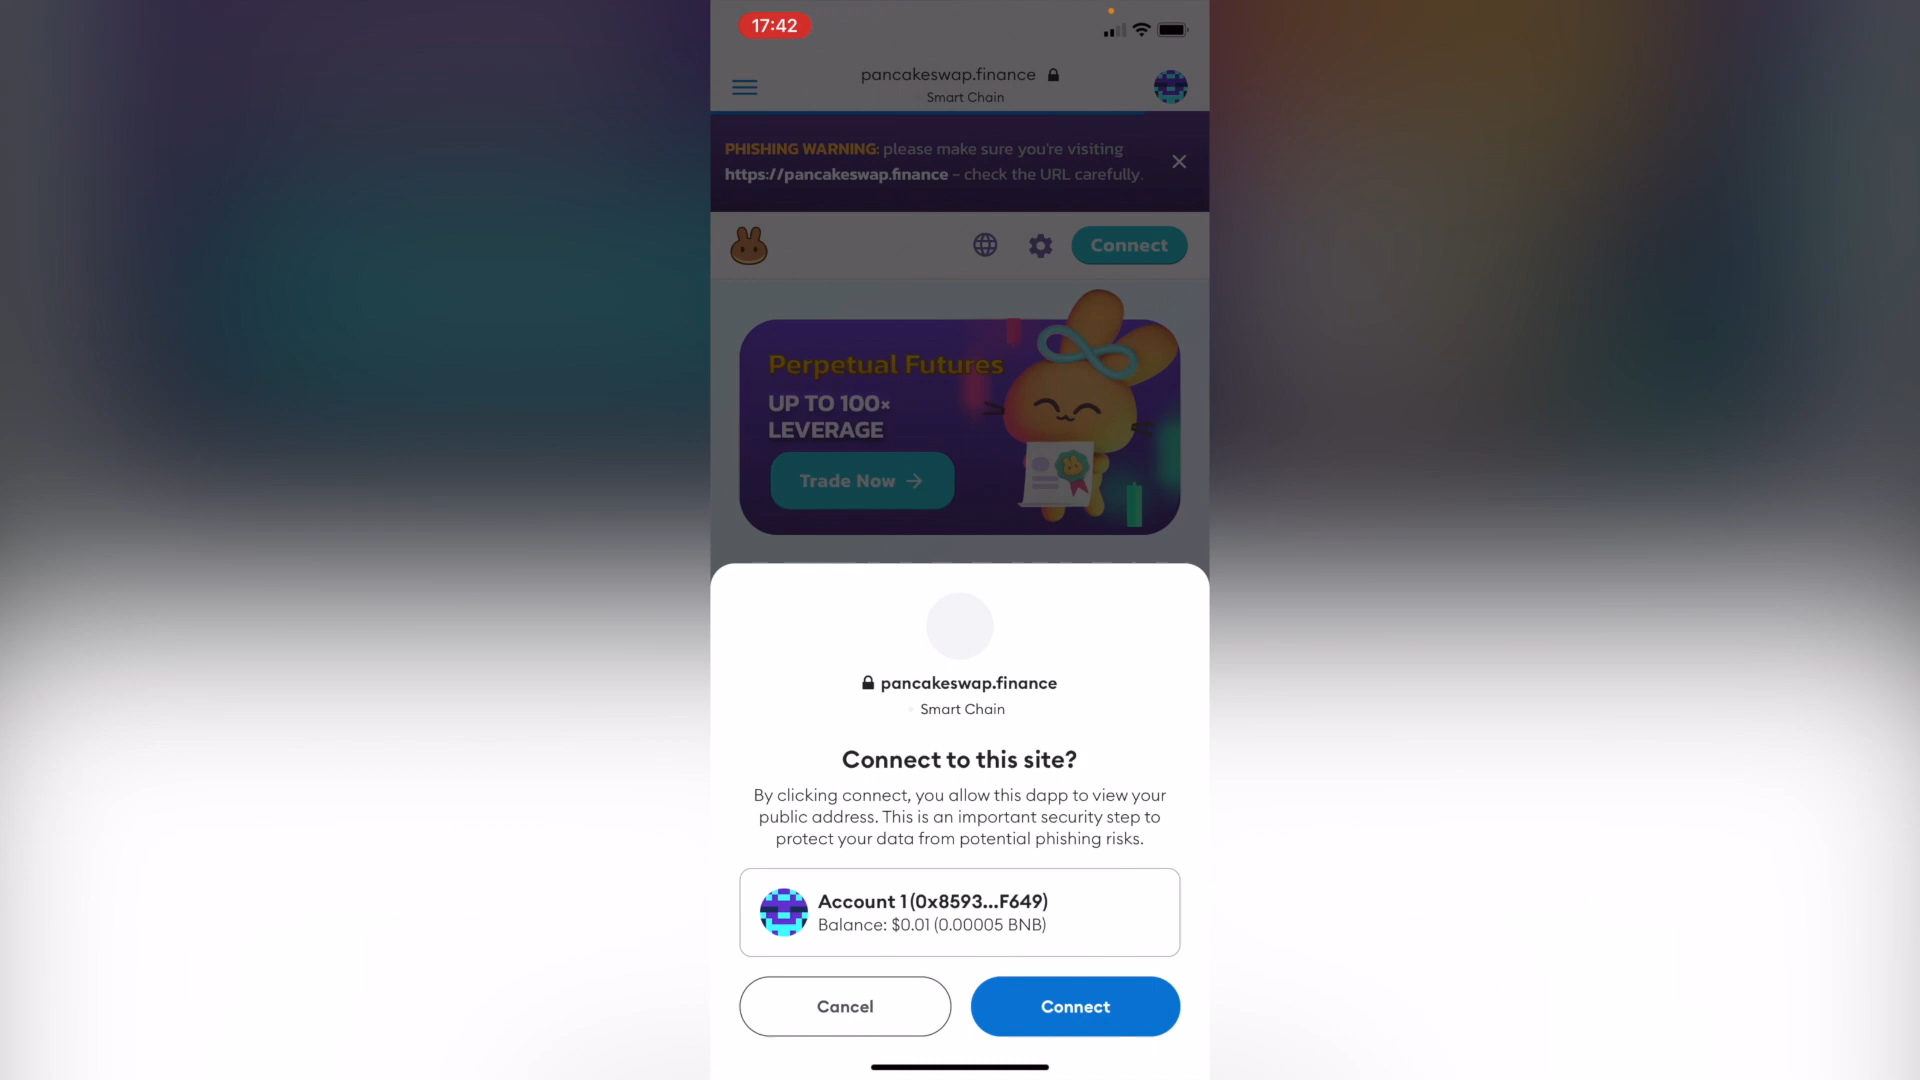 17:42
pancakeswap.finance
Smart Chain
PHISHING WARNING: please make sure you're visiting
https://pancakeswap.finance - check the URL carefully.
Connect
Perpetual Futures
UP TO 100×
LEVERAGE
Trade Now →
pancakeswap.finance
Smart Chain
Connect to this site?
By clicking connect, you allow this dapp to view your
public address. This is an important security step to
protect your data from potential phishing risks.
Account 1 (0x8593...F649)
Balance: $0.01 (0.00005 BNB)
Cancel
Connect